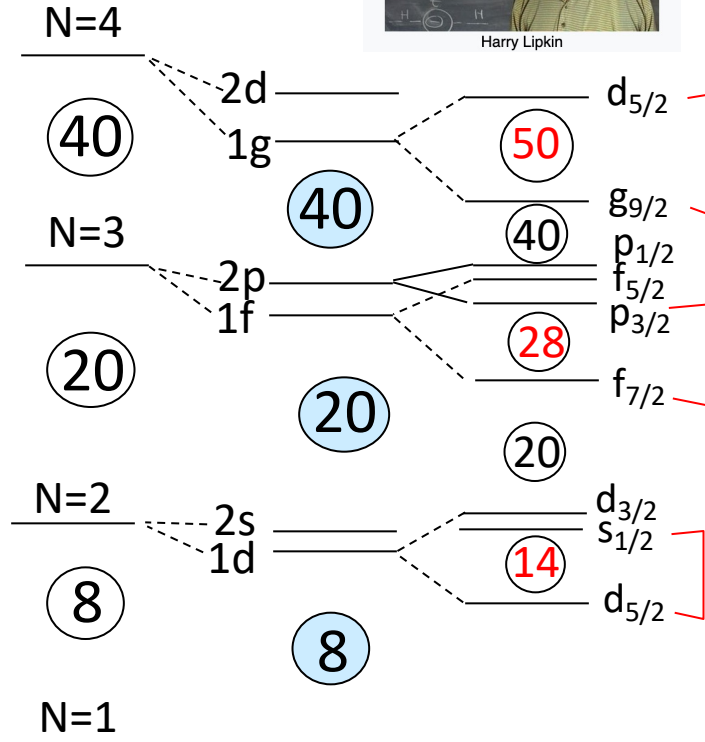 H H
Harry Lipkin
N=4
40
2d
1g
40
d5/2
50
g9/2
40
N=3
2p
1f
p1/2
f5/2
p3/2
28
f7/2
20
20
20
N=2
2s
1d
d3/2
s1/2
14
d5/2
8
8
N=1